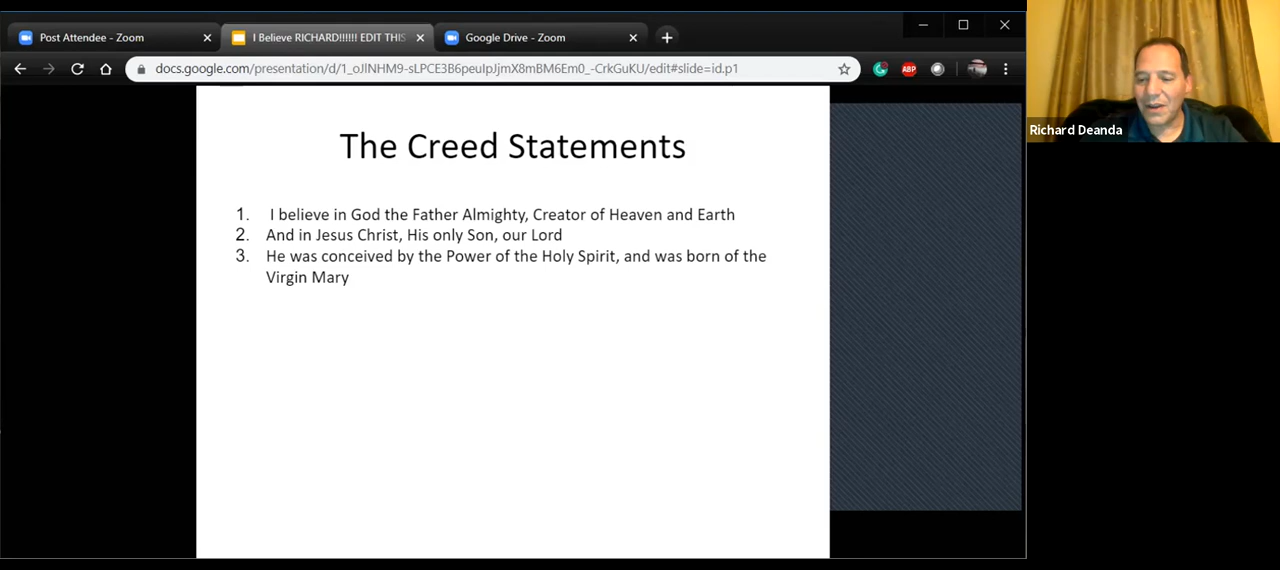 Post Attendee - Zoom
I Believe RICHARD!!!!!! EDIT THIS
Google Drive - Zoom
docs.google.com/presentation/d/1_oJlNHM9-sLPCE3B6peuIpJjmX8mBM6Em0_-CrkGuKU/edit#slide=id.p1
ABP
Richard Deanda
The Creed Statements
1. I believe in God the Father Almighty, Creator of Heaven and Earth
2. And in Jesus Christ, His only Son, our Lord
3. He was conceived by the Power of the Holy Spirit, and was born of the
Virgin Mary